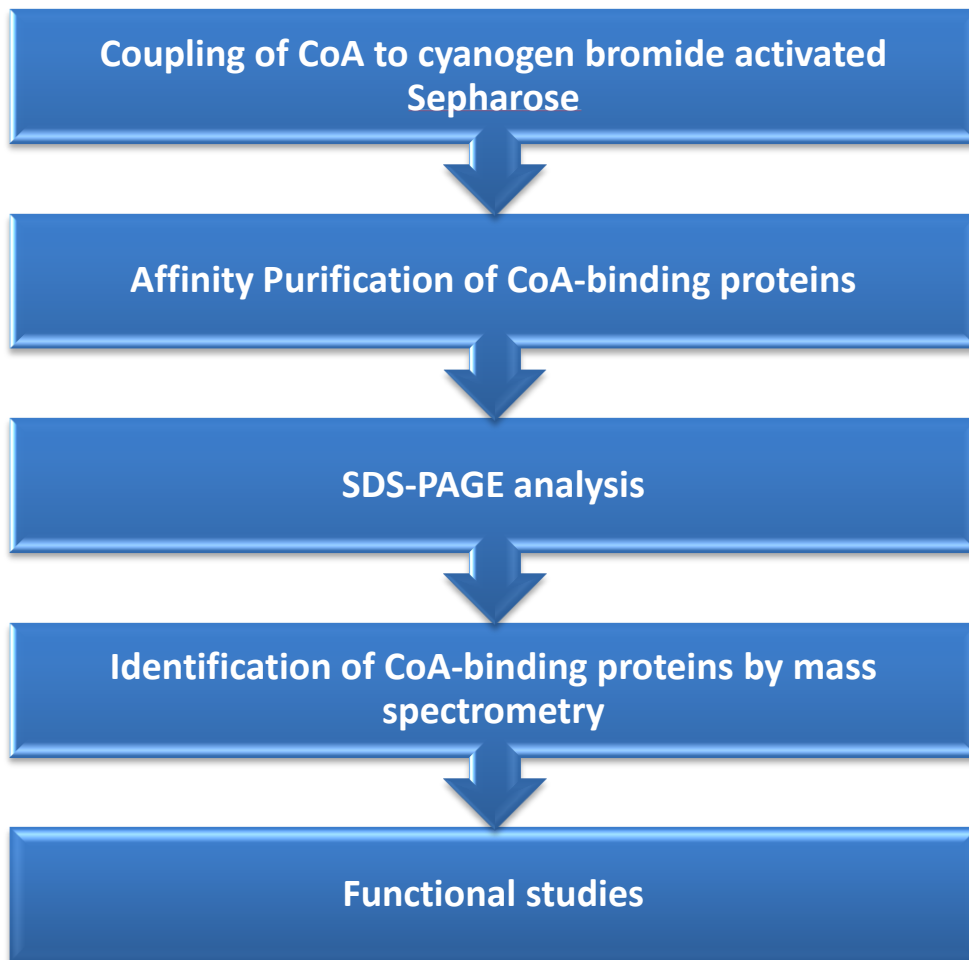 Coupling of CoA to cyanogen bromide activated
Sepharose
Affinity Purification of CoA-binding proteins
SDS-PAGE analysis
Identification of CoA-binding proteins by mass
spectrometry
Functional studies